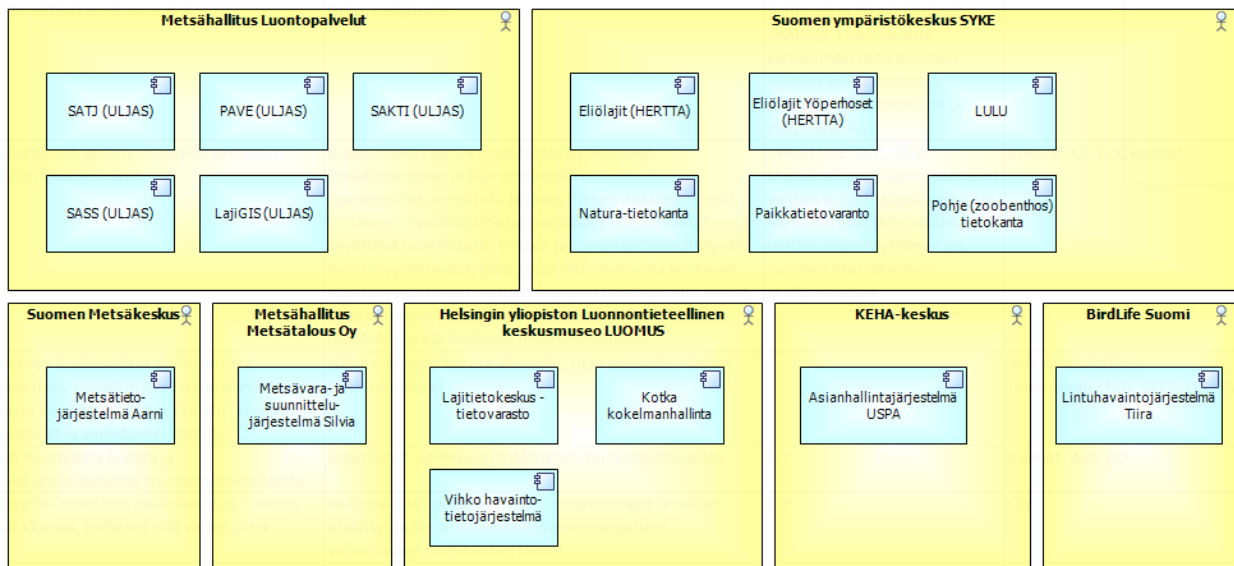 Metsähallitus Luontopalvelut
SATJ (ULJAS)
PAVE (ULJAS)
SAKTI (ULJAS)
SASS (ULJAS)
LajiGIS (ULJAS)
Suomen ympäristökeskus SYKE
Eliölajit (HERTTA)
Eliölajit Yöperhoset
(HERTTA)
LULU
Natura-tietokanta
Paikkatietovaranto
Pohje (zoobenthos)
tietokanta
Suomen Metsäkeskus
Metsätieto-
järjestelmä Aarni
Metsähallitus
Metsätalous Oy
Metsävara- ja
suunnittelu-
järjestelmä Silvia
Helsingin yliopiston Luonnontieteellinen
keskusmuseo LUOMUS
Lajitietokeskus -
tietovarasto
Kotka
kokelmanhallinta
Vihko havainto-
tietojärjestelmä
KEHA-keskus
Asianhallintajärjestelmä
USPA
BirdLife Suomi
Lintuhavaintojärjestelmä
Tiira